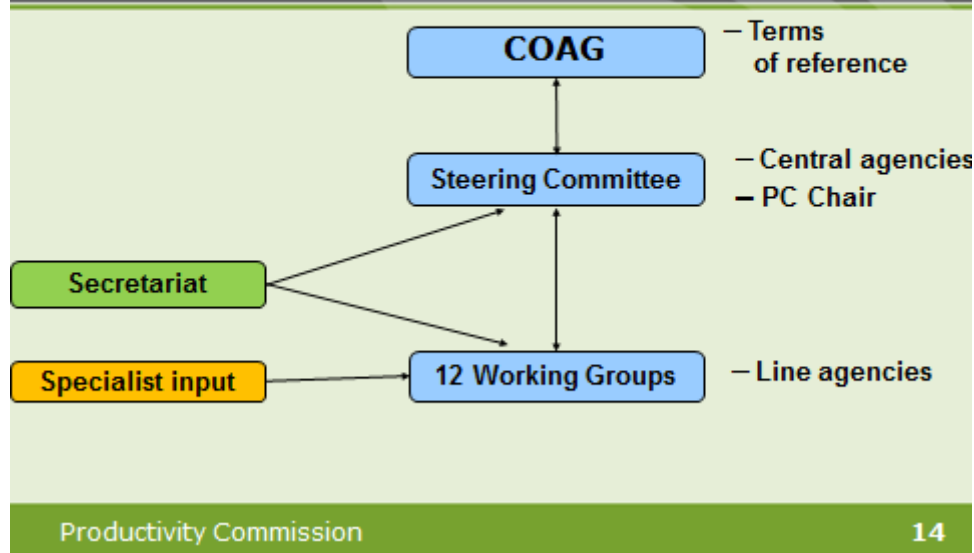 COAG
– Terms
of reference
Steering Committee
– Central agencies
– PC Chair
Secretariat
Specialist input
12 Working Groups
– Line agencies
Productivity Commission
14